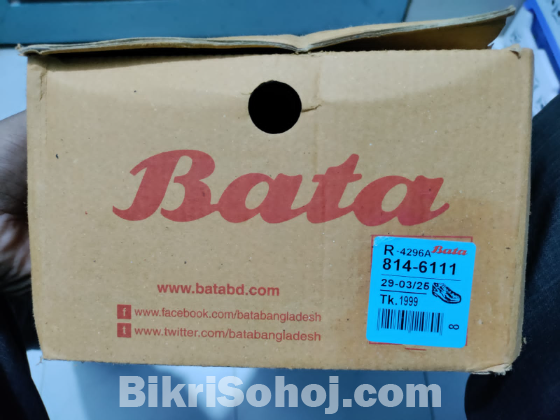 Bata
www.batabd.com
f www.facebook.com/batabangladesh
t www.twitter.com/batabangladesh
R-4296A Bata
814-6111
29-03/25
Tk.1999
8
BikriSohoj.com